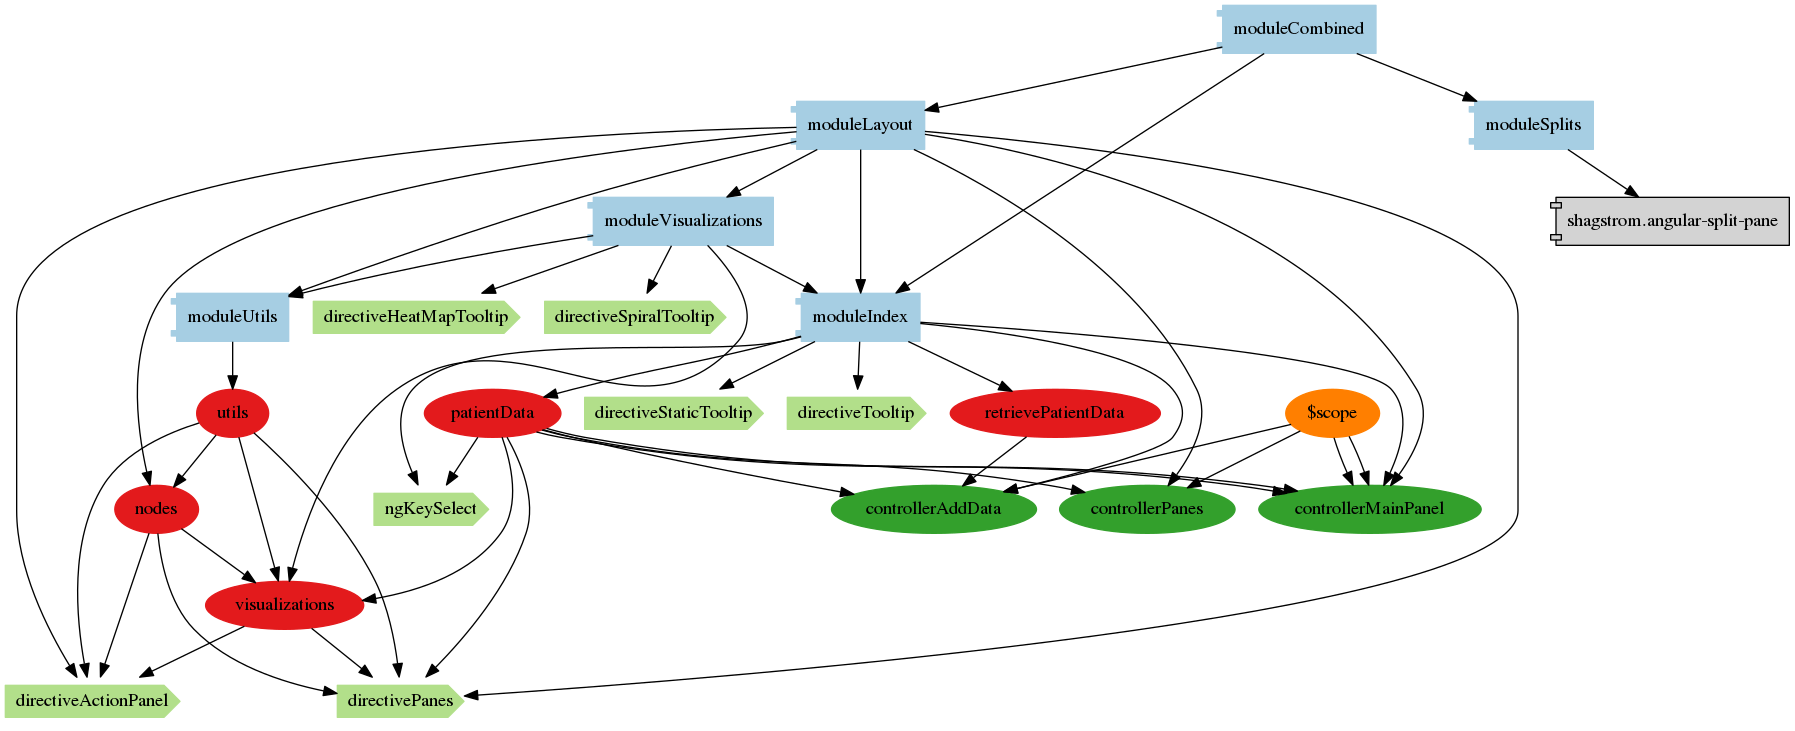 moduleCombined
moduleLayout
moduleSplits
moduleVisualizations
shagstrom.angular-split-pane
moduleUtils
directiveHeatMapTooltip
directiveSpiralTooltip
moduleIndex
utils
patientData
directiveStaticTooltip
directiveTooltip
retrievePatientData
$scope
nodes
ngKeySelect
controllerAddData
controllerPanes
controllerMainPanel
visualizations
directiveActionPanel
directivePanes